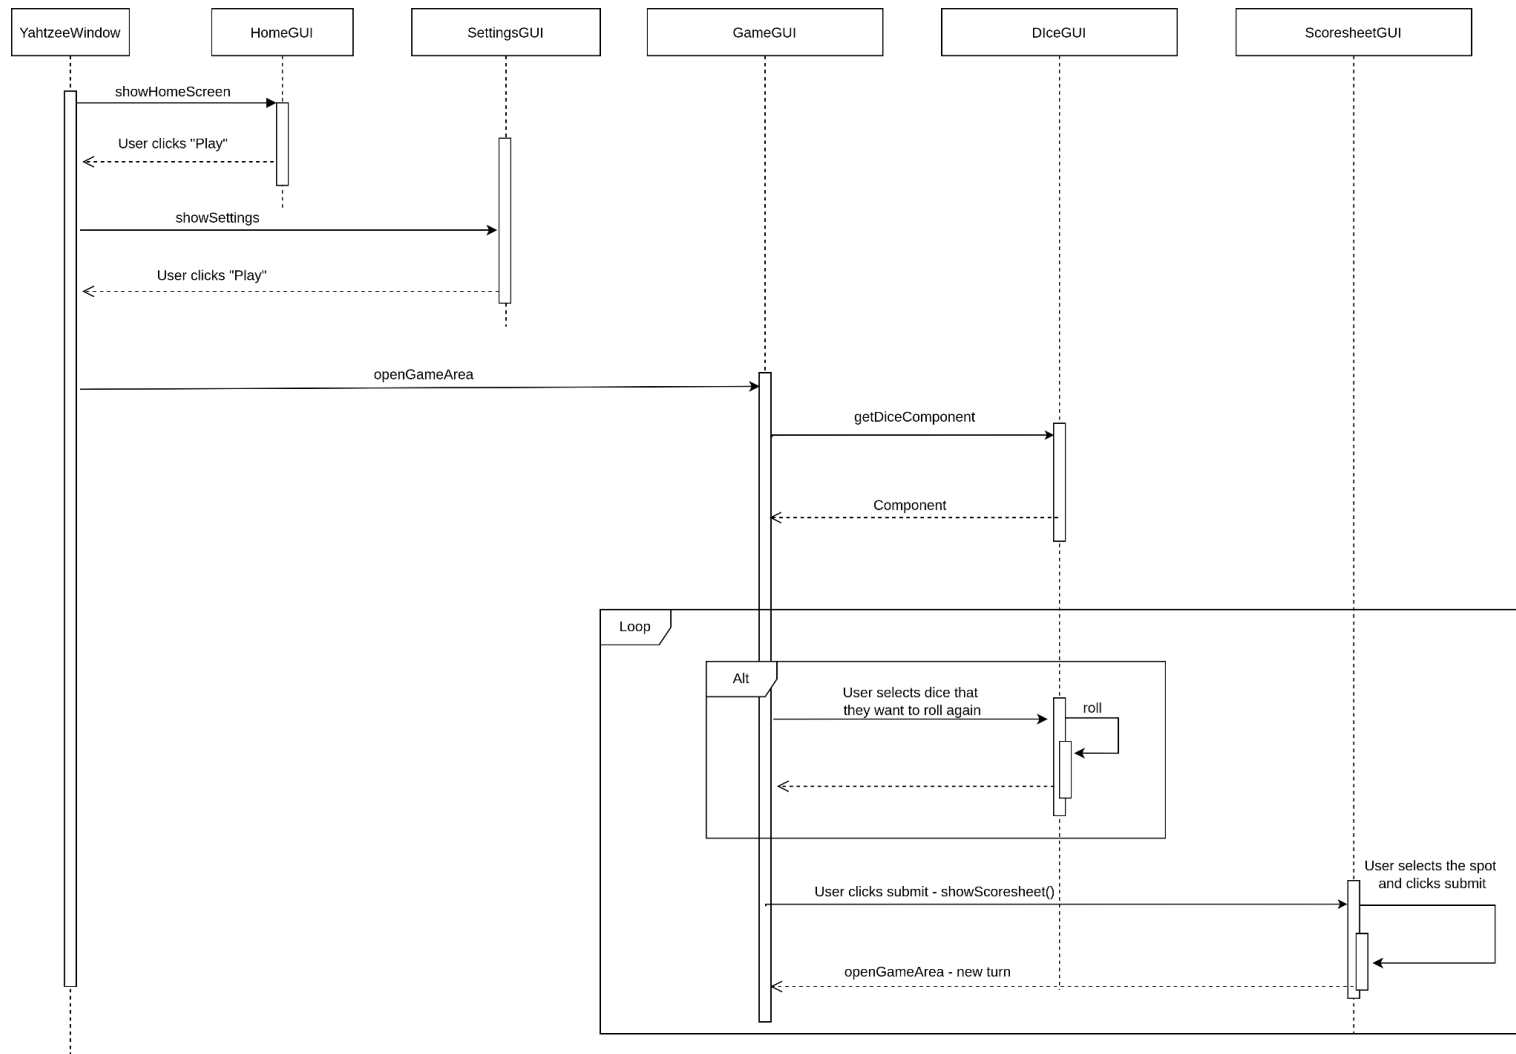 YahtzeeWindow
HomeGUI
SettingsGUI
GameGUI
DIceGUI
ScoresheetGUI
showHomeScreen
User clicks "Play"
showSettings
User clicks "Play"
openGameArea
getDiceComponent
Component
Loop
Alt
User selects dice that
they want to roll again
roll
User selects the spot
and clicks submit
User clicks submit - showScoresheet()
openGameArea - new turn